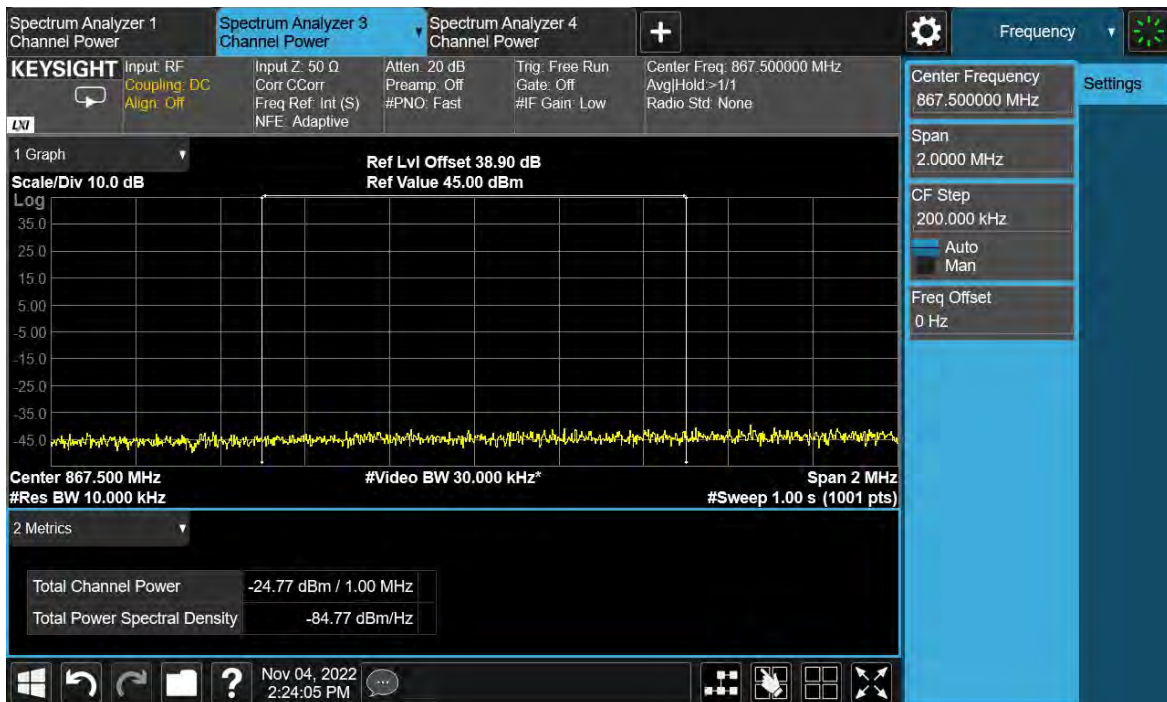 Spectrum Analyzer 1
Channel Power
Spectrum Analyzer 3
Channel Power
Spectrum Analyzer 4
Channel Power
+
Frequency
KEYSIGHT
LXI
Input: RF
Coupling: DC
Align: Off
Input Z: 50 Ω
Corr CCorr
Freq Ref: Int (S)
NFE: Adaptive
Atten: 20 dB
Preamp: Off
#PNO: Fast
Trig: Free Run
Gate: Off
#IF Gain: Low
Center Freq: 867.500000 MHz
Avg|Hold:>1/1
Radio Std: None
Center Frequency
867.500000 MHz
Settings
Span
2.0000 MHz
CF Step
200.000 kHz
Auto
Man
Freq Offset
0 Hz
1 Graph
Scale/Div 10.0 dB
Ref Lvl Offset 38.90 dB
Ref Value 45.00 dBm
Log
35.0
25.0
15.0
5.00
-5.00
-15.0
-25.0
-35.0
-45.0
Center 867.500 MHz
#Res BW 10.000 kHz
#Video BW 30.000 kHz*
Span 2 MHz
#Sweep 1.00 s (1001 pts)
2 Metrics
Total Channel Power -24.77 dBm / 1.00 MHz
Total Power Spectral Density -84.77 dBm/Hz
?
Nov 04, 2022
2:24:05 PM